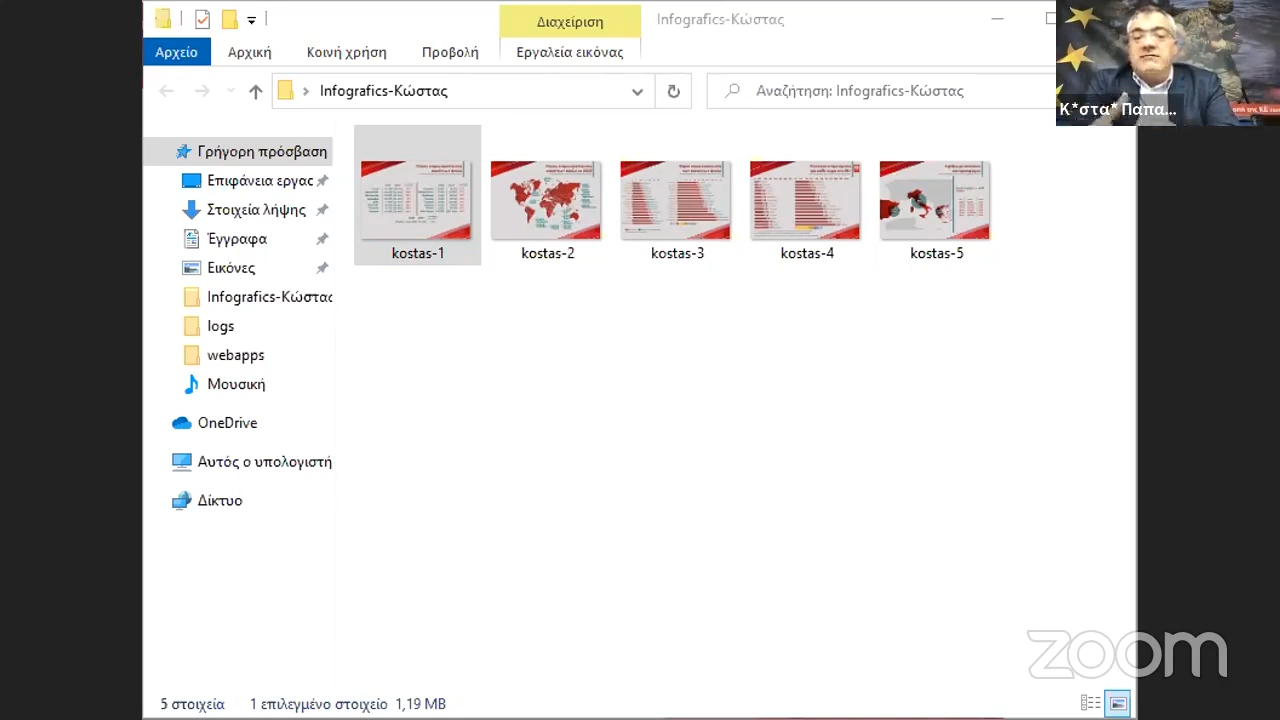 Διαχείριση
Infografics-Κώστας
Αρχείο
Αρχική
Κοινή χρήση
Προβολή
Εργαλεία εικόνας
Infografics-Κώστας
Αναζήτηση: Infografics-Κώστας
Κ*στα* Παπα...
Γρήγορη πρόσβαση
Επιφάνεια εργας
Στοιχεία λήψης
Έγγραφα
Εικόνες
Infografics-Κώστας
logs
webapps
Μουσική
OneDrive
Αυτός ο υπολογιστή
Δίκτυο
kostas-1
kostas-2
kostas-3
kostas-4
kostas-5
5 στοιχεία
1 επιλεγμένο στοιχείο 1,19 MB
zoom